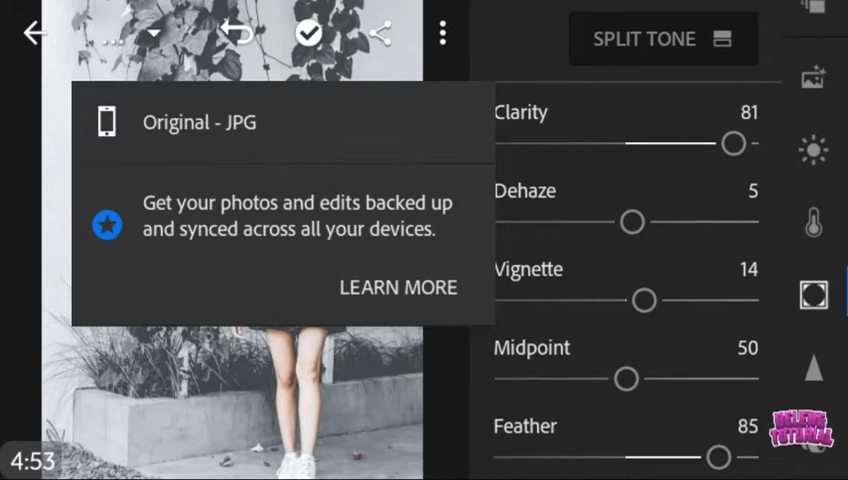 SPLIT TONE
Original - JPG
Get your photos and edits backed up
and synced across all your devices.
LEARN MORE
Clarity 81
Dehaze 5
Vignette 14
Midpoint 50
Feather 85
4:53
TUTORIAL